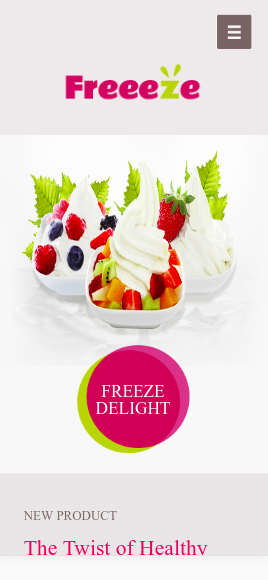 Freeeze
FREEZE
DELIGHT
NEW PRODUCT
The Twist of Healthy